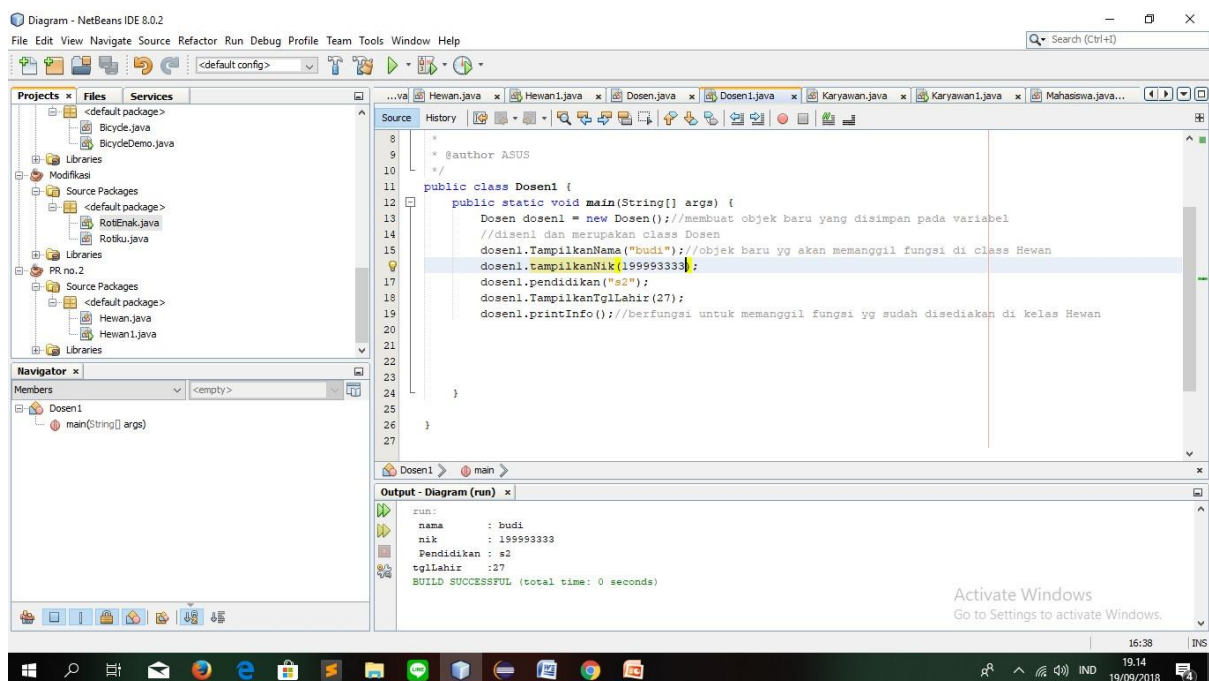 Diagram - NetBeans IDE 8.0.2
File Edit View Navigate Source Refactor Run Debug Profile Team Tools Window Help
Search (Ctrl+I)
<default config>
Projects Files Services
<default package>
Bicycle.java
BicycleDemo.java
Libraries
Modifikasi
Source Packages
<default package>
RotiEnak.java
Rotiku.java
Libraries
PR no.2
Source Packages
<default package>
Hewan.java
Hewan1.java
Libraries
Navigator
Members <empty>
Dosen1
main(String[] args)
...va Hewan.java Hewan1.java Dosen.java Dosen1.java Karyawan.java Karyawan1.java Mahasiswa.java...
Source History
8 *
9 * @author ASUS
10 */
11 public class Dosen1 {
12 public static void main(String[] args) {
13 Dosen dosen1 = new Dosen();//membuat objek baru yang disimpan pada variabel
14 //disen1 dan merupakan class Dosen
15 dosen1.TampilkanNama("budi");//objek baru yg akan memanggil fungsi di class Hewan
dosen1.tampilkanNik(199993333);
17 dosen1.pendidikan("s2");
18 dosen1.TampilkanTglLahir(27);
19 dosen1.printInfo();//berfungsi untuk memanggil fungsi yg sudah disediakan di kelas Hewan
20
21
22
23
24 }
25
26 }
27
Dosen1 main
Output - Diagram (run)
run:
nama : budi
nik : 199993333
Pendidikan : s2
tglLahir :27
BUILD SUCCESSFUL (total time: 0 seconds)
Activate Windows
Go to Settings to activate Windows.
16:38 INS
IND
19.14
19/09/2018
4